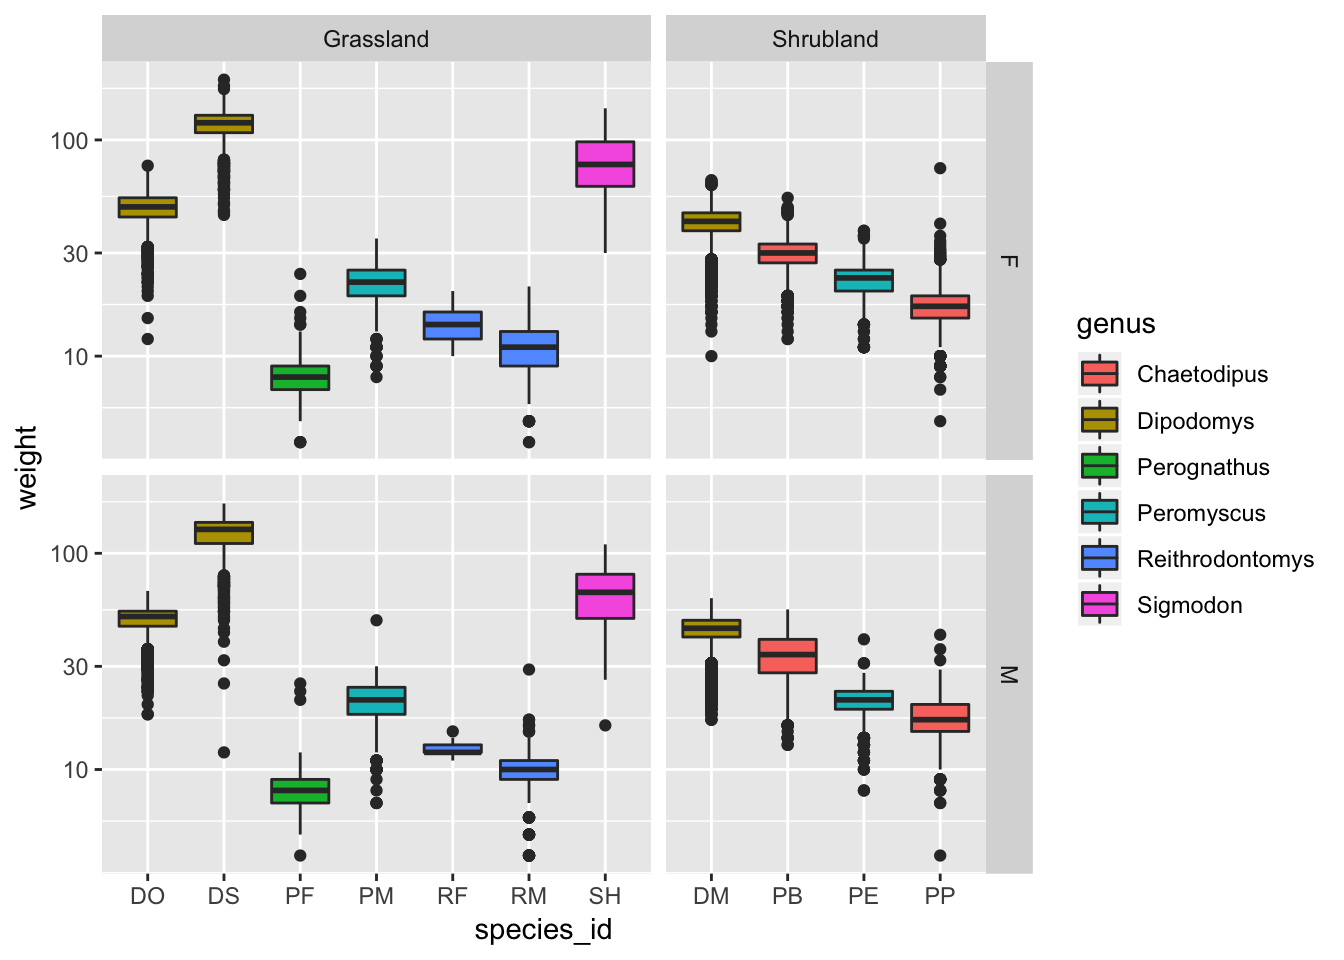 Grassland
Shrubland
100
30
10
F
weight
100
30
10
M
DO DS PF PM RF RM SH DM PB PE PP
species_id
genus
Chaetodipus
Dipodomys
Perognathus
Peromyscus
Reithrodontomys
Sigmodon